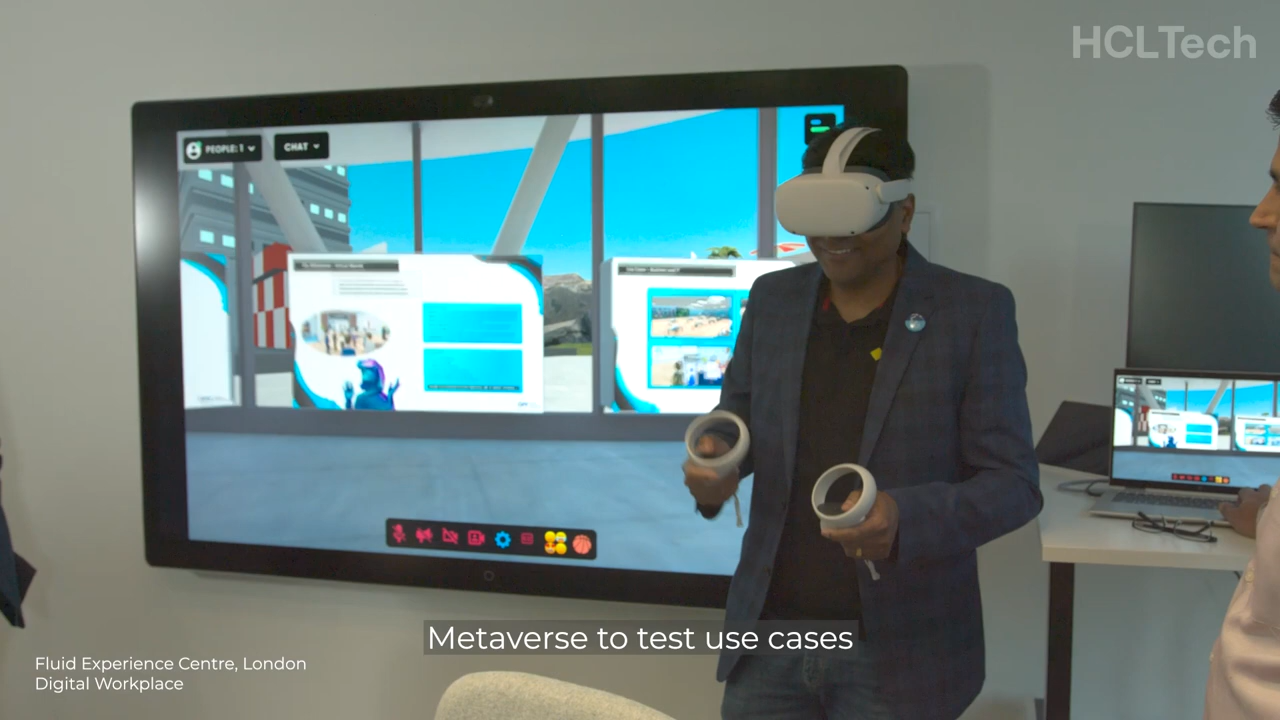 HCLTech
PEOPLE: 1
CHAT
Metaverse to test use cases
Fluid Experience Centre, London
Digital Workplace